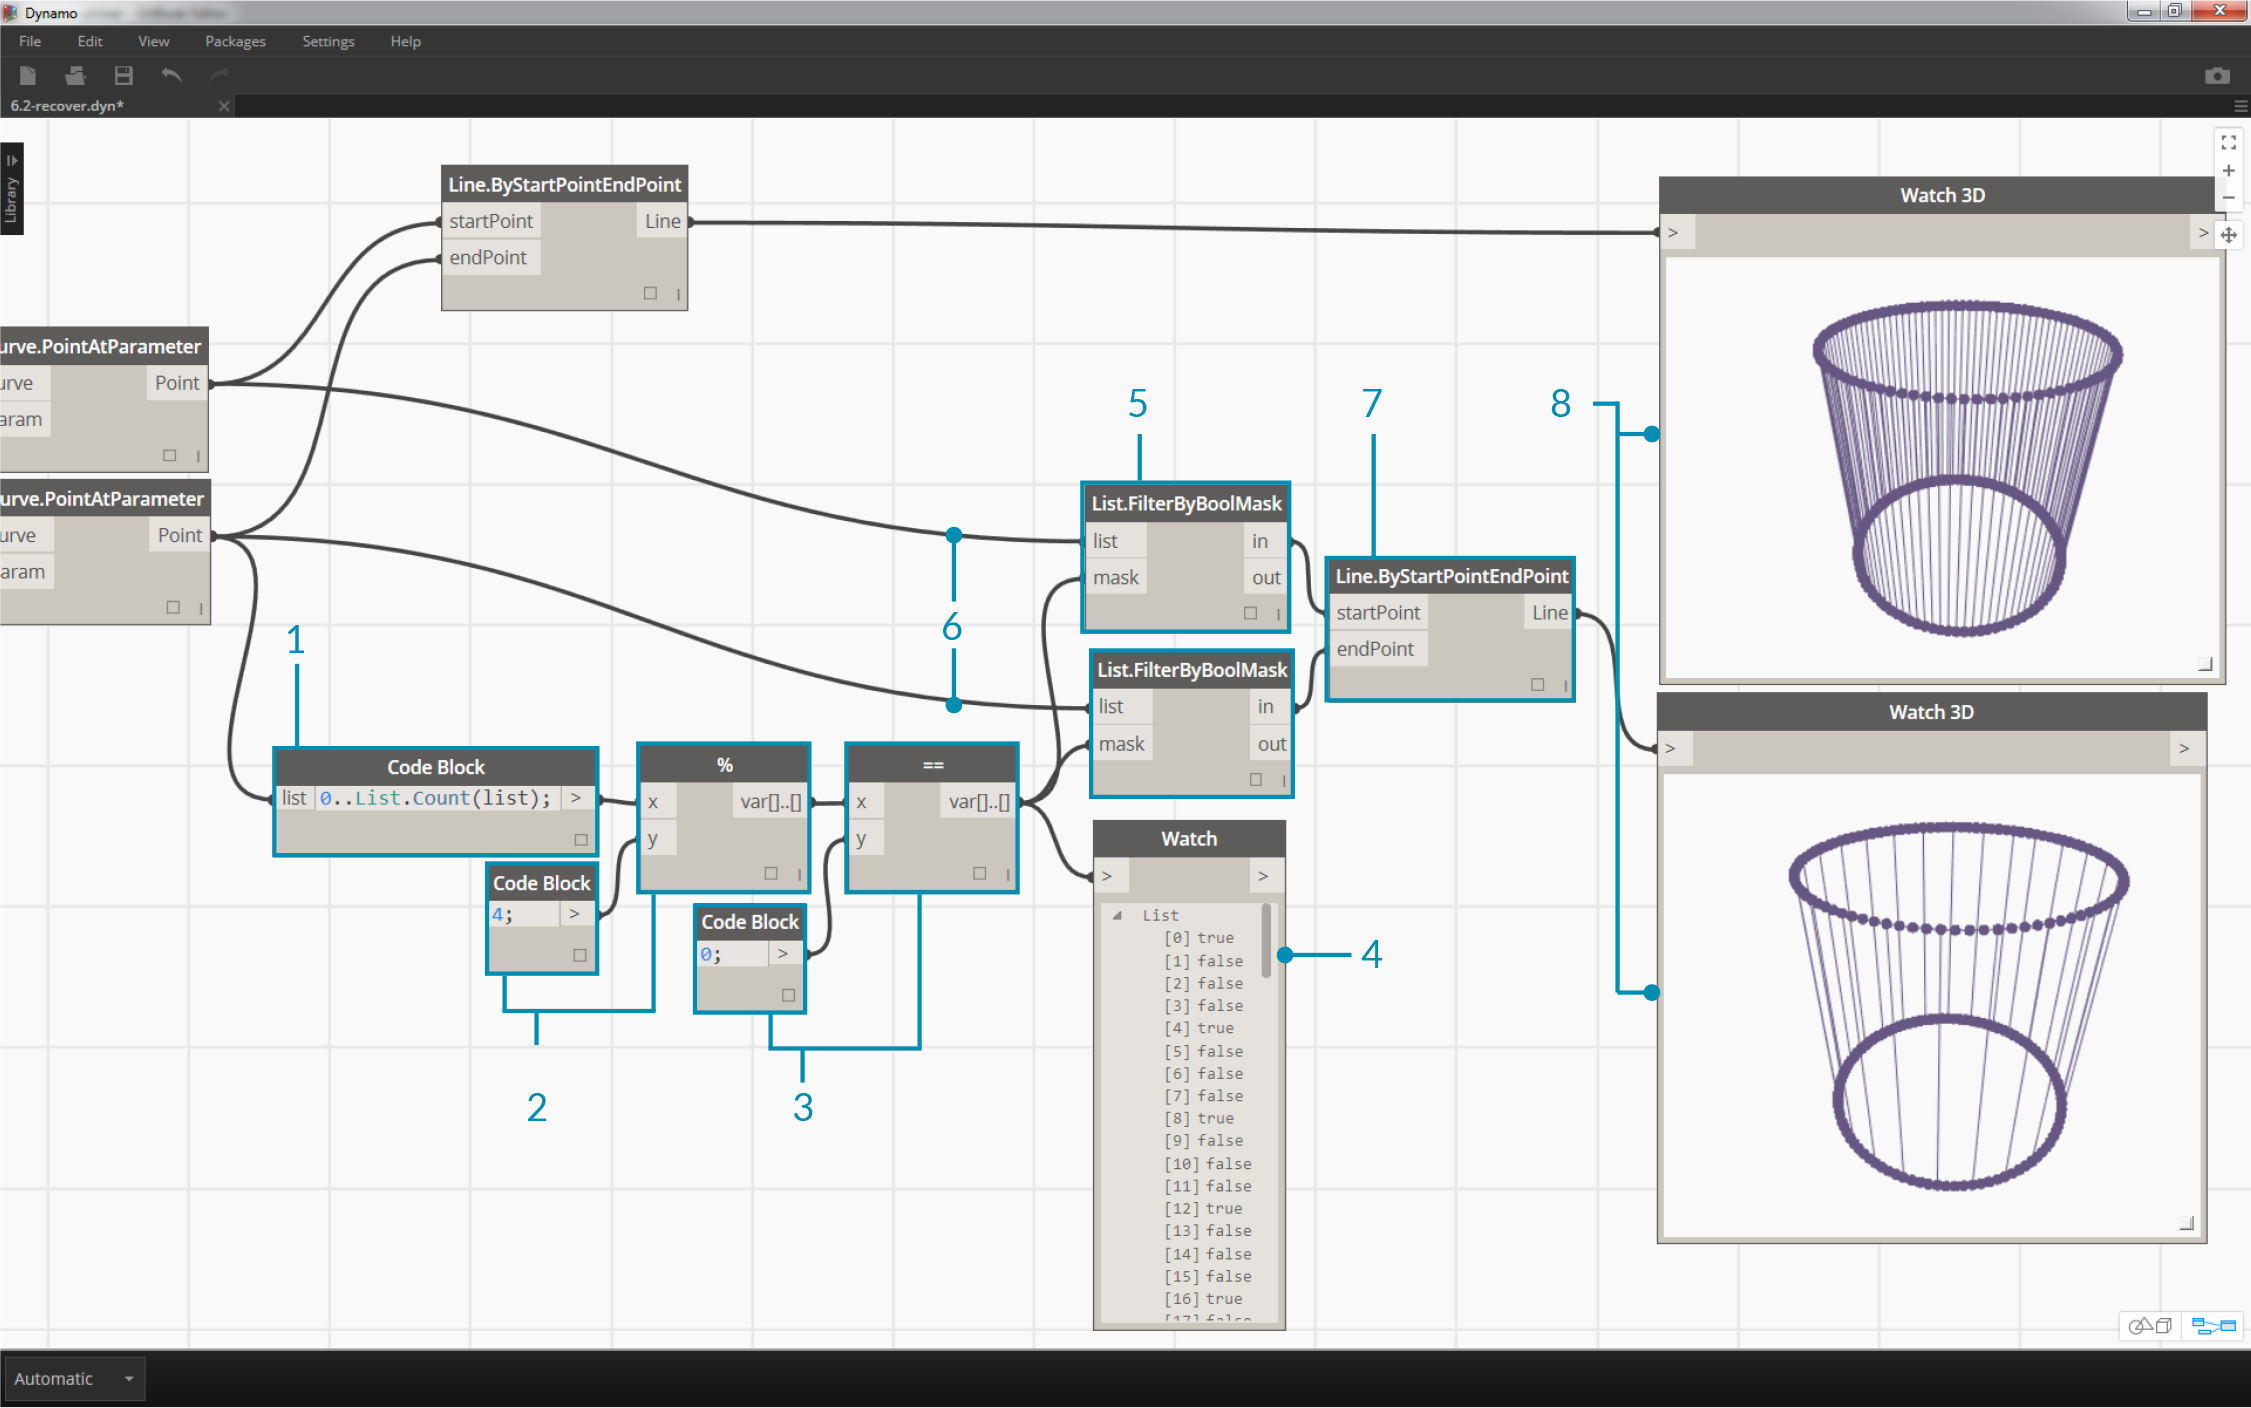 Dynamo
File Edit View Packages Settings Help
6.2-recover.dyn*
Library
Line.ByStartPointEndPoint
startPoint Line
endPoint
urve.PointAtParameter
urve Point
aram
urve.PointAtParameter
urve Point
aram
Watch 3D
> >
5
7
8
List.FilterByBoolMask
list in
mask out
6
Line.ByStartPointEndPoint
startPoint Line
endPoint
List.FilterByBoolMask
list in
mask out
1
Code Block
list 0..List.Count(list); >
Code Block
4; >
2
%
x var[]..[]
y
Code Block
0; >
3
==
x var[]..[]
y
Watch
> >
List
[0] true
[1] false
[2] false
[3] false
[4] true
[5] false
[6] false
[7] false
[8] true
[9] false
[10] false
[11] false
[12] true
[13] false
[14] false
[15] false
[16] true
4
Watch 3D
> >
Automatic